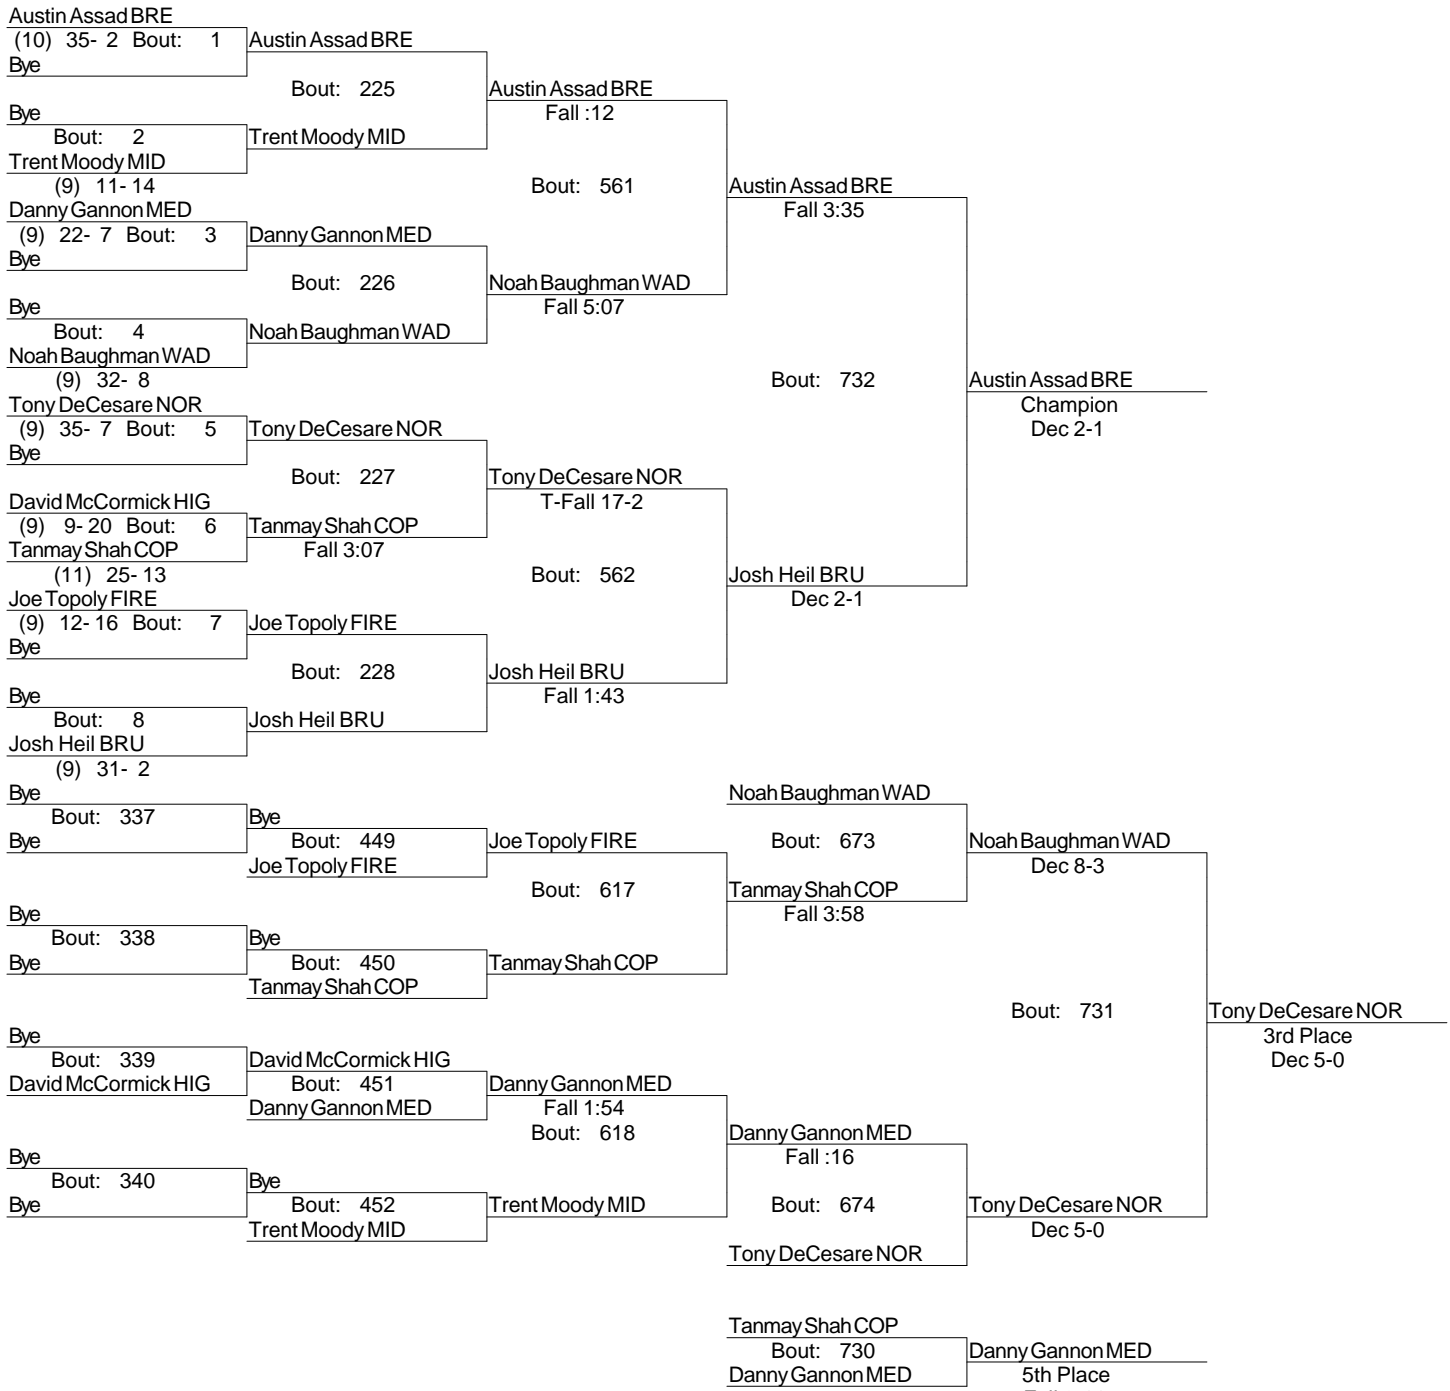 Austin Assad BRE
(10) 35- 2 Bout: 1 Austin Assad BRE
Bye
Bout: 225 Austin Assad BRE
Bye Fall :12
Bout: 2 Trent Moody MID
Trent Moody MID
(9) 11- 14 Bout: 561 Austin Assad BRE
Danny Gannon MED Fall 3:35
(9) 22- 7 Bout: 3 Danny Gannon MED
Bye
Bout: 226 Noah Baughman WAD
Bye Fall 5:07
Bout: 4 Noah Baughman WAD
Noah Baughman WAD
(9) 32- 8 Bout: 732 Austin Assad BRE
Tony DeCesare NOR Champion
(9) 35- 7 Bout: 5 Tony DeCesare NOR Dec 2-1
Bye
Bout: 227 Tony DeCesare NOR
David McCormick HIG T-Fall 17-2
(9) 9- 20 Bout: 6 Tanmay Shah COP
Tanmay Shah COP Fall 3:07
(11) 25- 13 Bout: 562 Josh Heil BRU
Joe Topoly FIRE Dec 2-1
(9) 12- 16 Bout: 7 Joe Topoly FIRE
Bye
Bout: 228 Josh Heil BRU
Bye Fall 1:43
Bout: 8 Josh Heil BRU
Josh Heil BRU
(9) 31- 2
Bye Noah Baughman WAD
Bout: 337 Bye
Bye Bout: 449 Joe Topoly FIRE Bout: 673 Noah Baughman WAD
Joe Topoly FIRE Dec 8-3
Bout: 617 Tanmay Shah COP
Bye Fall 3:58
Bout: 338 Bye
Bye Bout: 450 Tanmay Shah COP
Tanmay Shah COP
Bout: 731 Tony DeCesare NOR
Bye 3rd Place
Bout: 339 David McCormick HIG Dec 5-0
David McCormick HIG Bout: 451 Danny Gannon MED
Danny Gannon MED Fall 1:54
Bout: 618 Danny Gannon MED
Bye Fall :16
Bout: 340 Bye
Bye Bout: 452 Trent Moody MID Bout: 674 Tony DeCesare NOR
Trent Moody MID Dec 5-0
Tony DeCesare NOR
Tanmay Shah COP
Bout: 730 Danny Gannon MED
Danny Gannon MED 5th Place